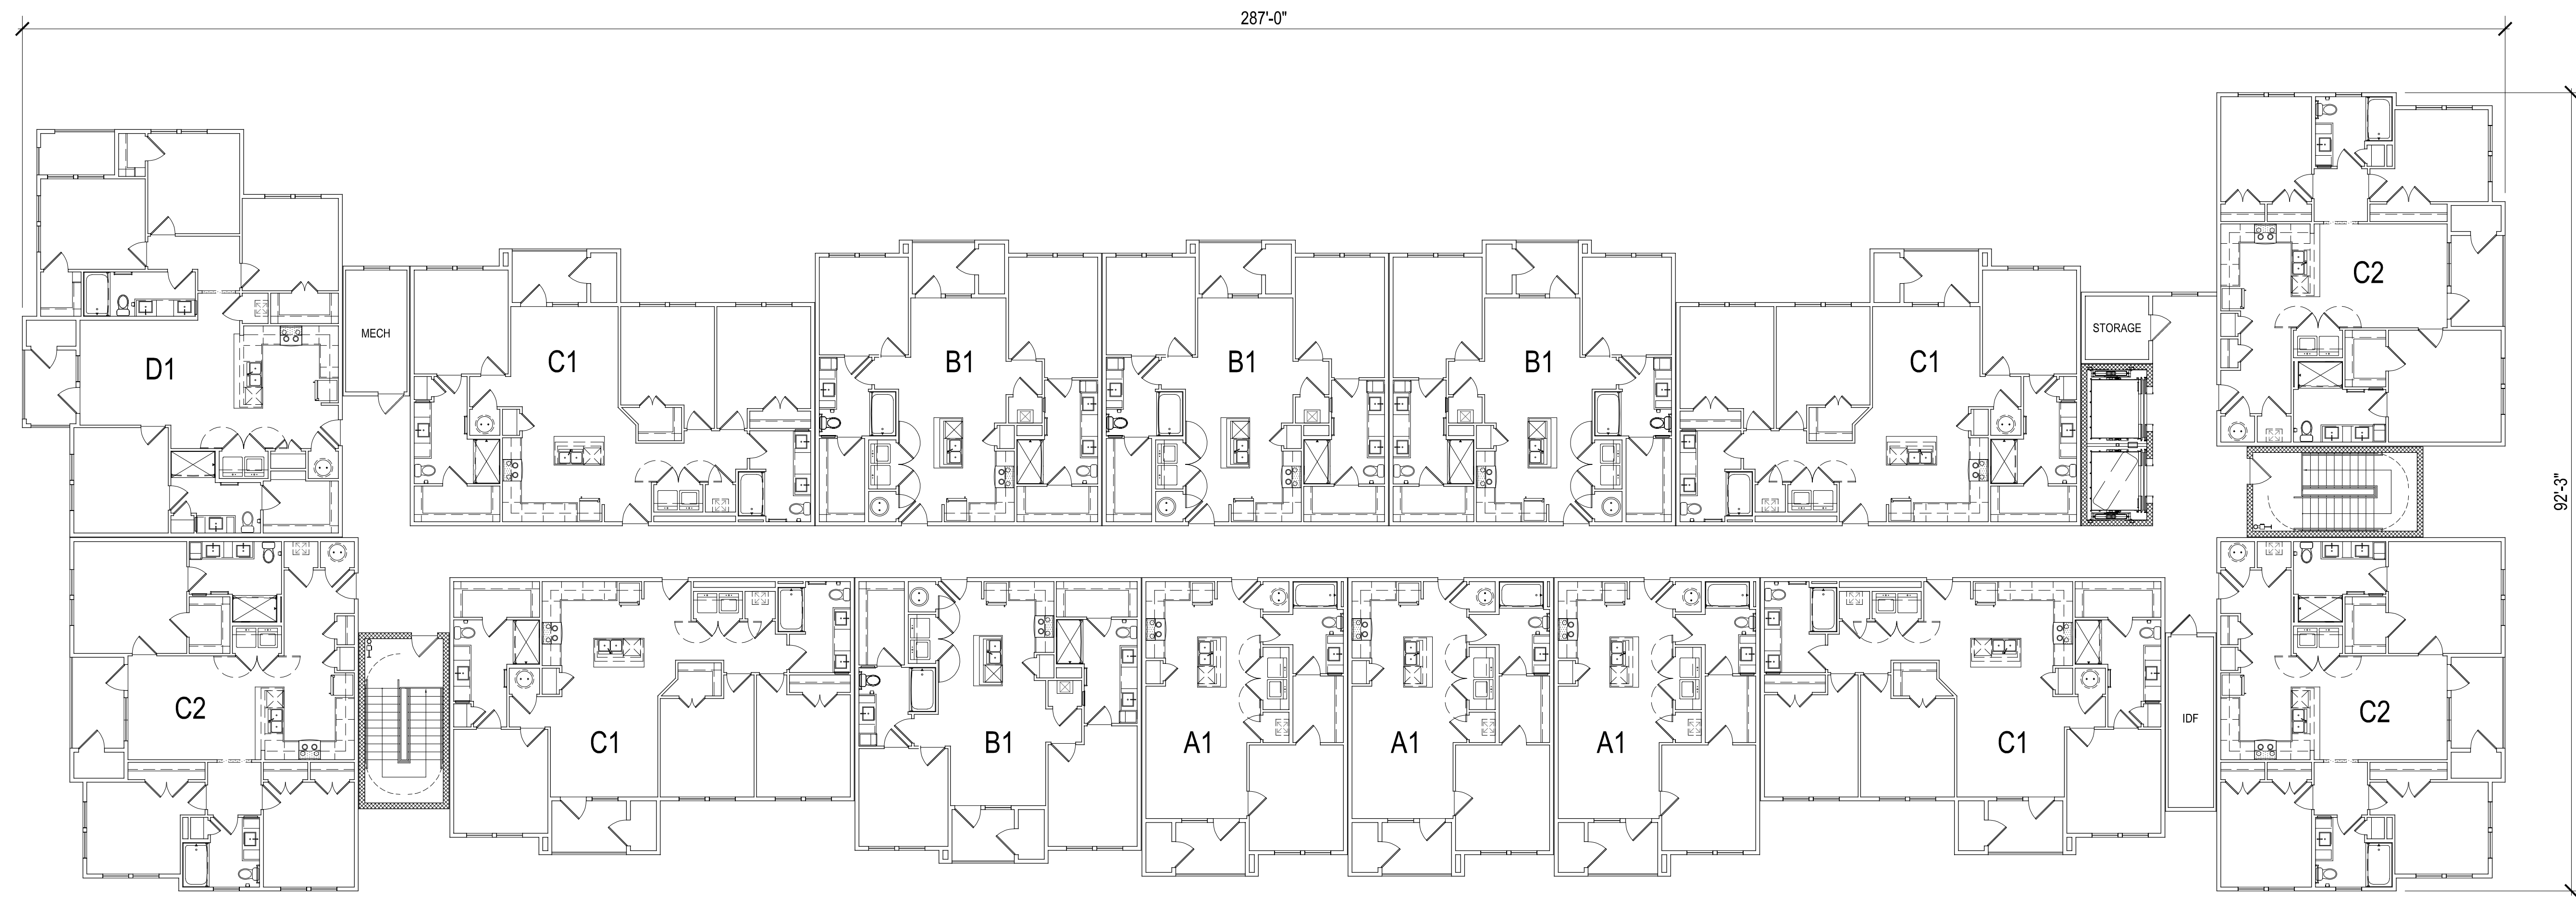 287'-0"
C2
MECH
STORAGE
D1
C1
B1
B1
B1
C1
92'-3"
C2
C1
B1
A1
A1
A1
C1
IDF
C2